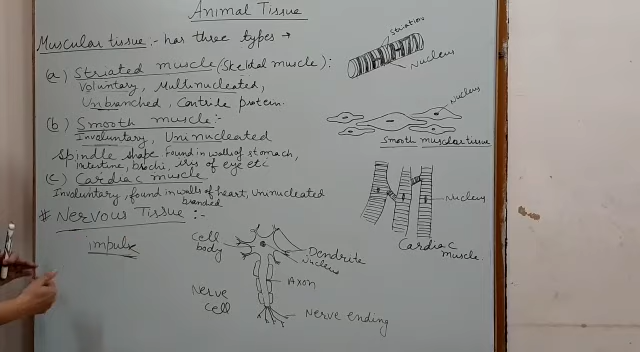 Animal Tissue
Muscular tissue:- has three types →
(a) Striated muscle (Skeletal muscle):
Voluntary, Multinucleated,
Unbranched, Contrile protein.
(b) Smooth muscle:-
Involuntary, Uninucleated
Spindle shape Found in walls of stomach,
intestine, brochi, iris of eye etc
(c) Cardiac muscle
Involuntary, found in walls of heart, Uninucleated
branded
# Nervous Tissue :-
impulse
Striation
Nucleus
Nucleus
Smooth muscular tissue
Nucleus
Cardiac
muscle
Cell
body
Dendrite
Nucleus
Axon
Nerve
cell
Nerve ending